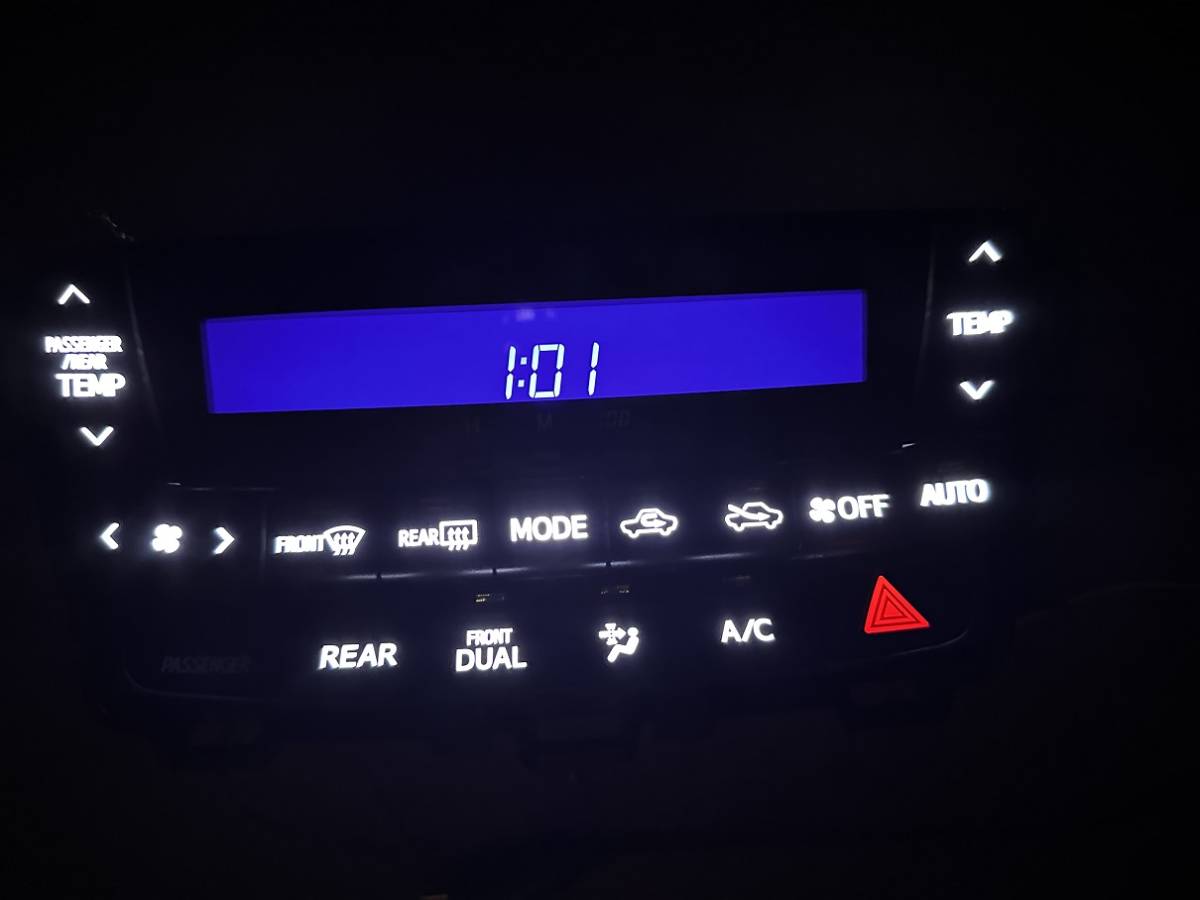 1:01
PASSENGER
/REAR
TEMP
TEMP
FRONT
REAR
MODE
OFF
AUTO
PASSENGER
REAR
FRONT
DUAL
A/C